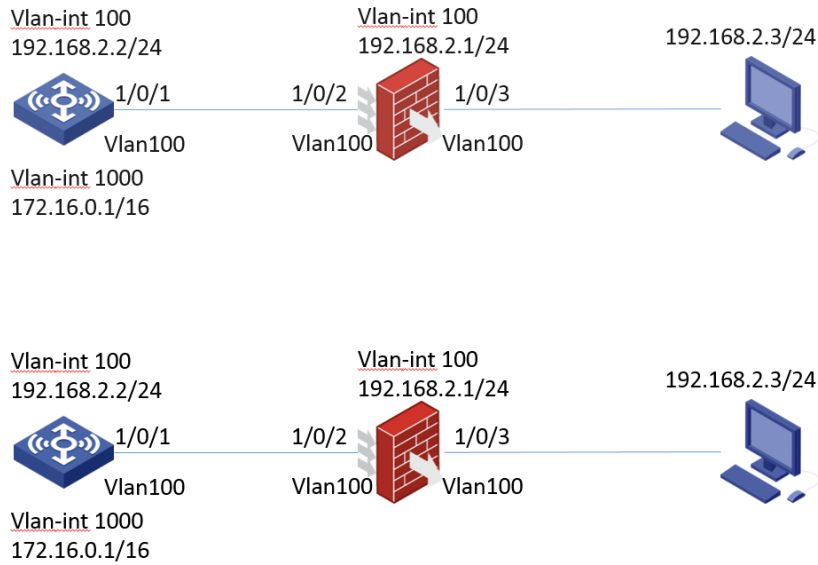 Vlan-int 100
192.168.2.2/24
Vlan-int 100
192.168.2.1/24
192.168.2.3/24
1/0/1
1/0/2
1/0/3
Vlan100
Vlan100
Vlan100
Vlan-int 1000
172.16.0.1/16
Vlan-int 100
192.168.2.2/24
Vlan-int 100
192.168.2.1/24
192.168.2.3/24
1/0/1
1/0/2
1/0/3
Vlan100
Vlan100
Vlan100
Vlan-int 1000
172.16.0.1/16